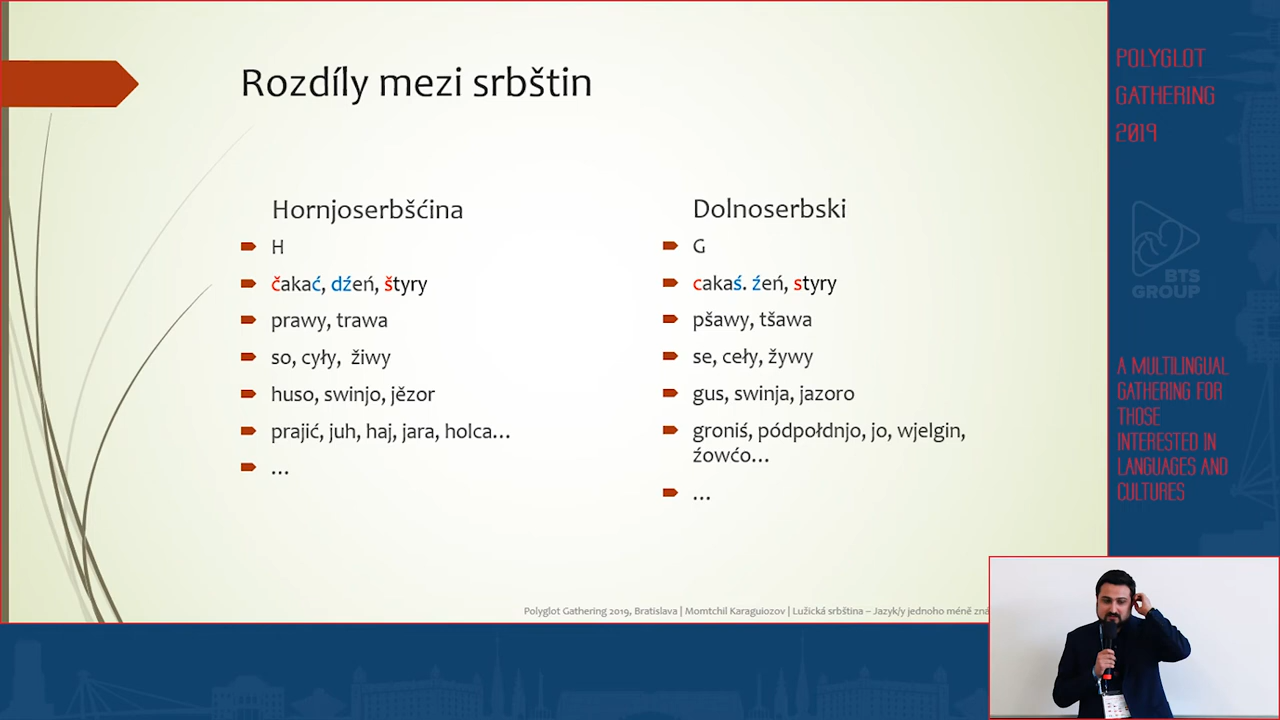 Rozdíly mezi srbštin
Hornjoserbšćina
H
čakać, dźeń, štyry
prawy, trawa
so, cyły, žiwy
huso, swinjo, jězor
prajić, juh, haj, jara, holca…
…
Dolnoserbski
G
cakaś. źeń, styry
pšawy, tšawa
se, ceły, žywy
gus, swinja, jazoro
groniś, pódpołdnjo, jo, wjelgin,
źowćo…
…
Polyglot Gathering 2019, Bratislava | Momtchil Karaguiozov | Lužická srbština – Jazyk/y jednoho méně zná
POLYGLOT
GATHERING
2019
BTS
GROUP
A MULTILINGUAL
GATHERING FOR
THOSE
INTERESTED IN
LANGUAGES AND
CULTURES